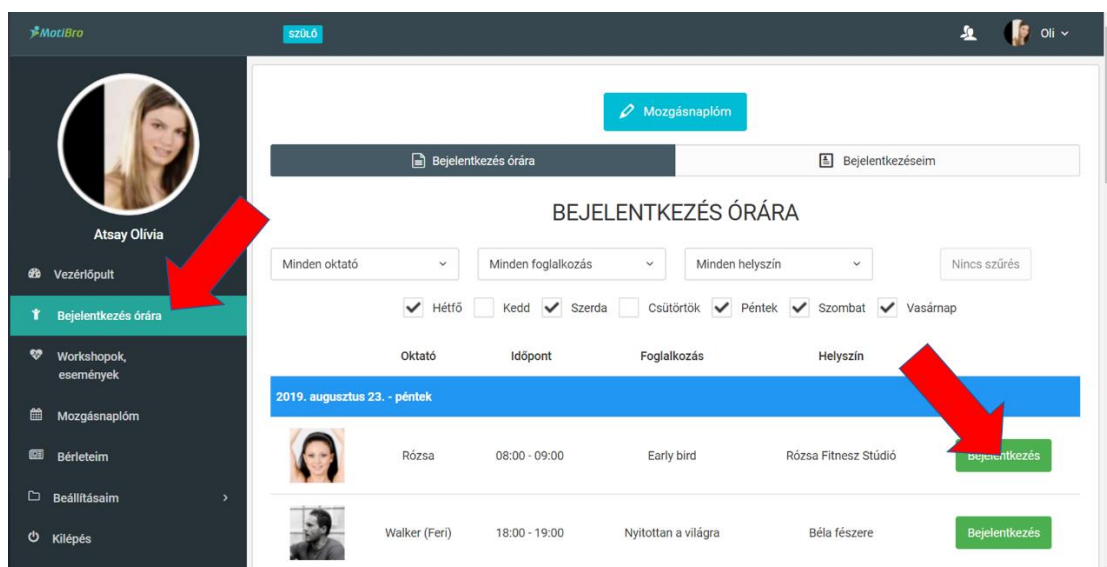 MotiBro
SZÜLŐ
Oli
Atsay Olívia
Vezérlőpult
Bejelentkezés órára
Workshopok,
események
Mozgásnaplóm
Bérleteim
Beállításaim
Kilépés
Mozgásnaplóm
Bejelentkezés órára Bejelentkezéseim
BEJELENTKEZÉS ÓRÁRA
Minden oktató Minden foglalkozás Minden helyszín Nincs szűrés
Hétfő Kedd Szerda Csütörtök Péntek Szombat Vasárnap
Oktató Időpont Foglalkozás Helyszín
2019. augusztus 23. - péntek
Rózsa 08:00 - 09:00 Early bird Rózsa Fitnesz Stúdió Bejelentkezés
Walker (Feri) 18:00 - 19:00 Nyitottan a világra Béla fészere Bejelentkezés